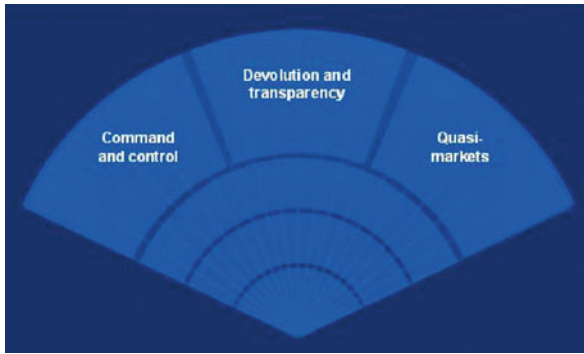 Devolution and
transparency
Command
and control
Quasi-
markets